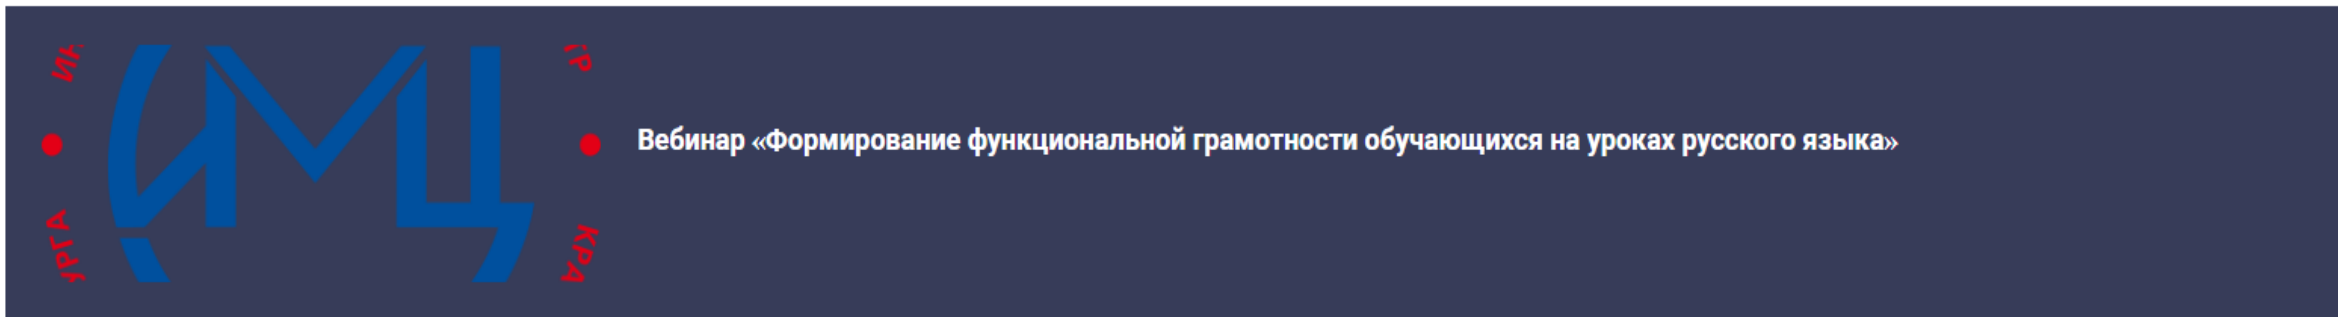 ИМЦ
Вебинар «Формирование функциональной грамотности обучающихся на уроках русского языка»